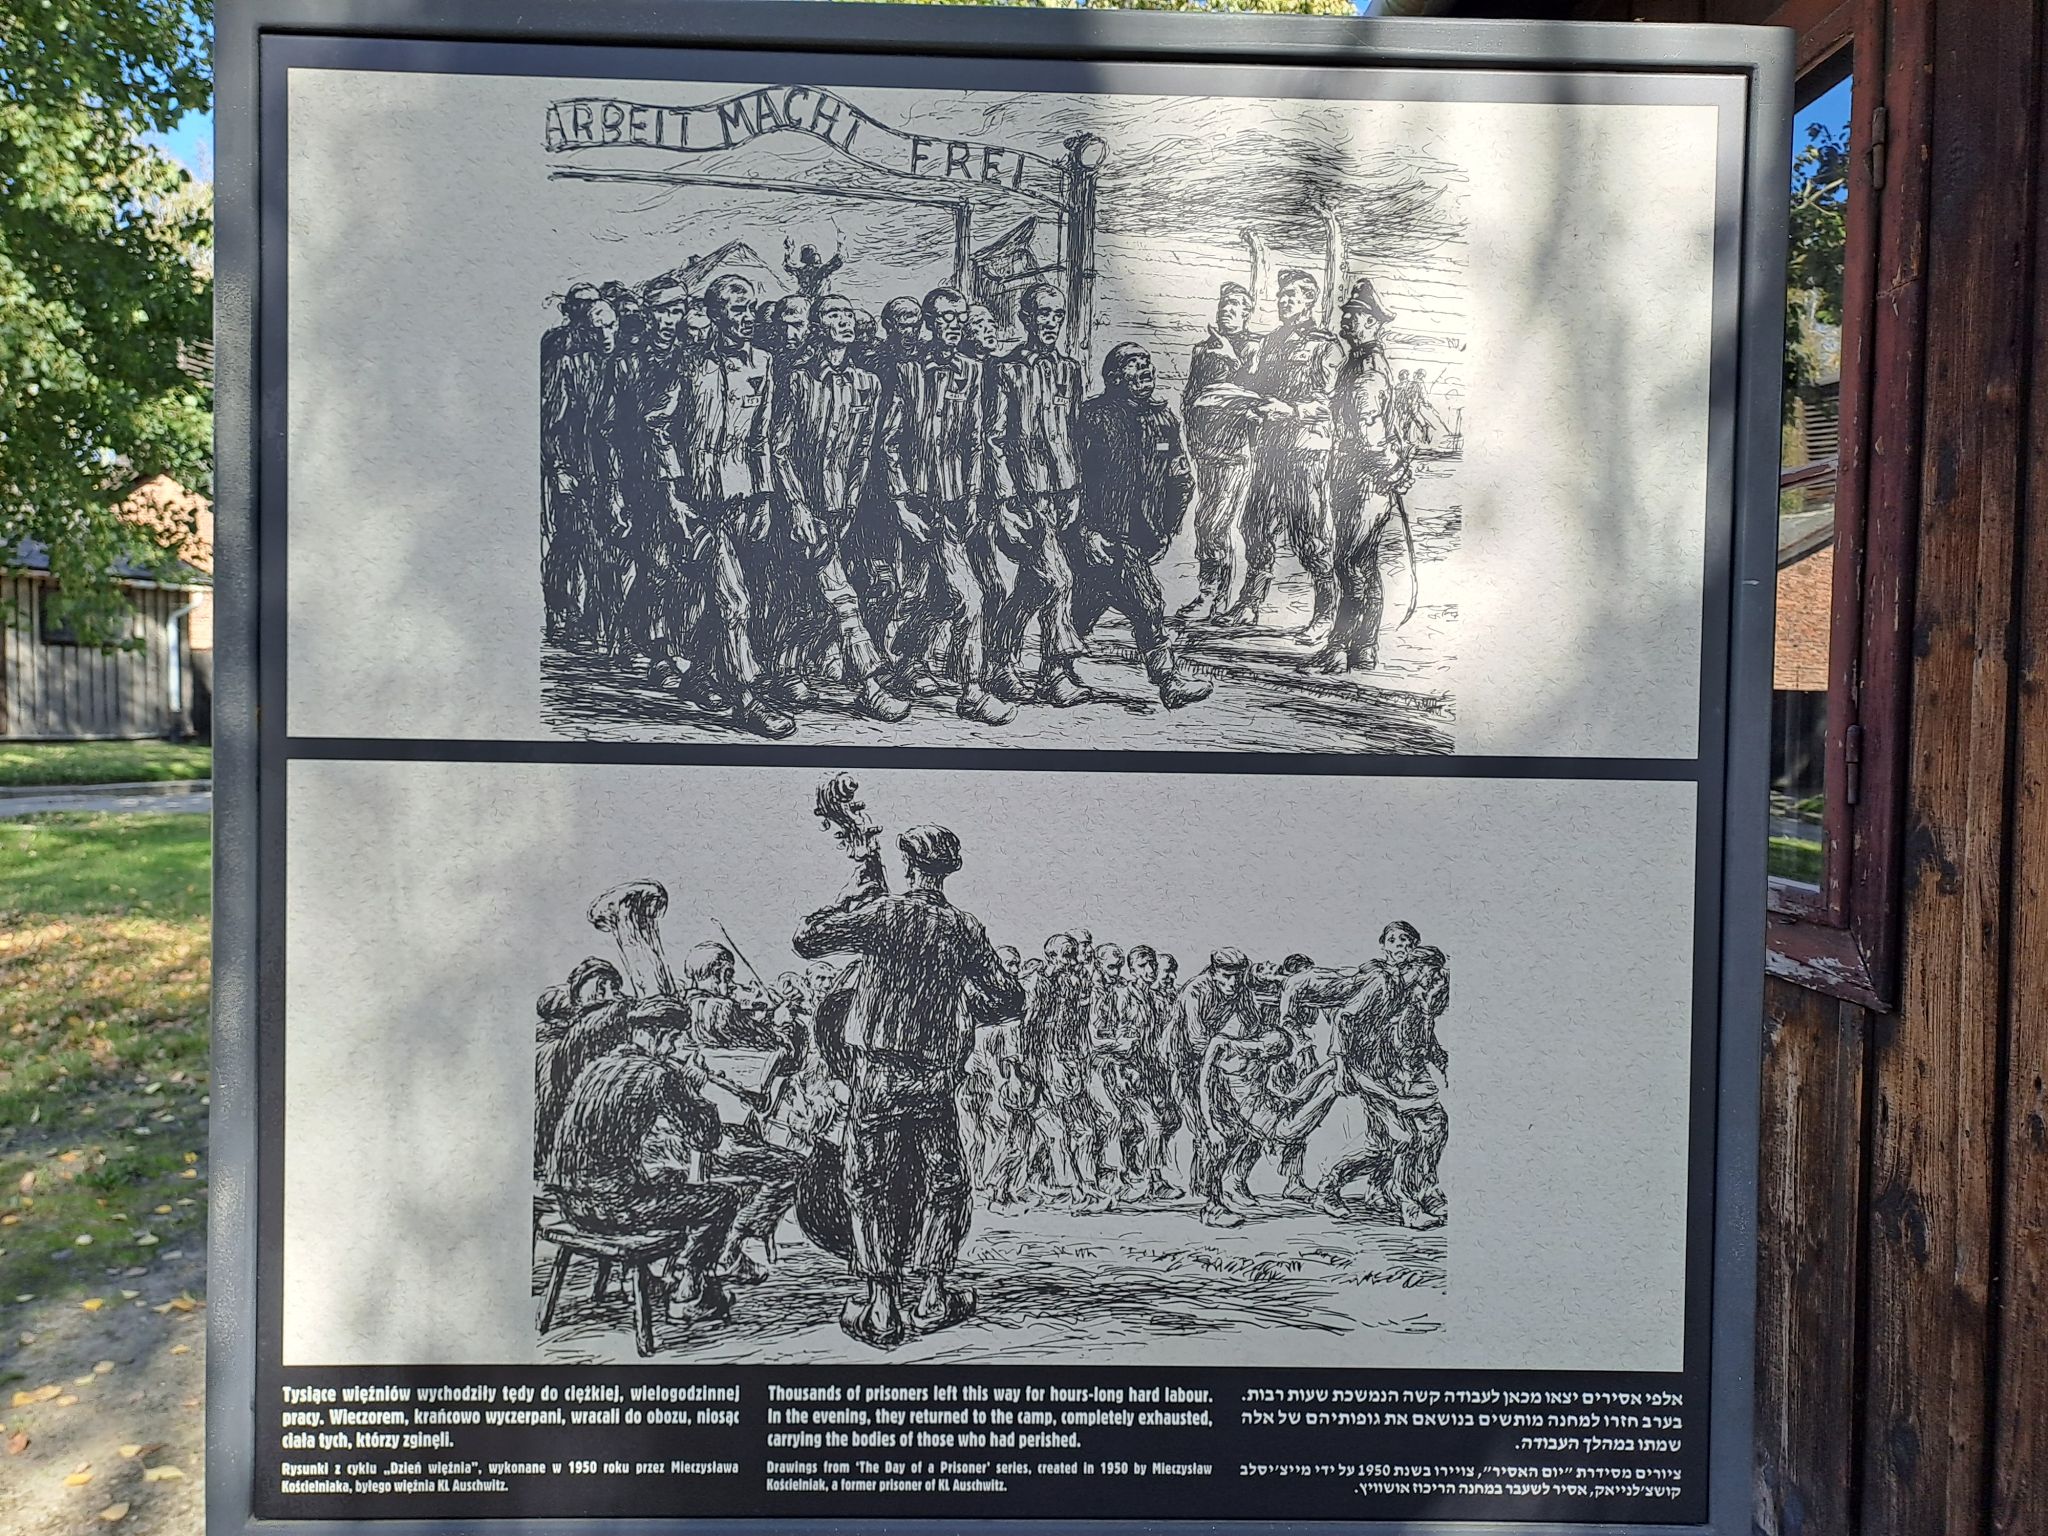 ARBEIT MACHT FREI
Tysiące więźniów wychodziły tędy do ciężkiej, wielogodzinnej
pracy. Wieczorem, krańcowo wyczerpani, wracali do obozu, niosąc
ciała tych, którzy zginęli.
Rysunki z cyklu „Dzień więźnia”, wykonane w 1950 roku przez Mieczysława
Kościelniaka, byłego więźnia KL Auschwitz.
Thousands of prisoners left this way for hours-long hard labour.
In the evening, they returned to the camp, completely exhausted,
carrying the bodies of those who had perished.
Drawings from ‘The Day of a Prisoner’ series, created in 1950 by Mieczysław
Kościelniak, a former prisoner of KL Auschwitz.
אלפי אסירים יצאו מכאן לעבודה קשה הנמשכת שעות רבות.
בערב חזרו למחנה מותשים בנושאם את גופותיהם של אלה
שמתו במהלך העבודה.
ציורים מסידרת ״יום האסיר״, צויירו בשנת 1950 על ידי מייצ׳יסלב
קושצ׳לנייאק, אסיר לשעבר במחנה הריכוז אושוויץ.